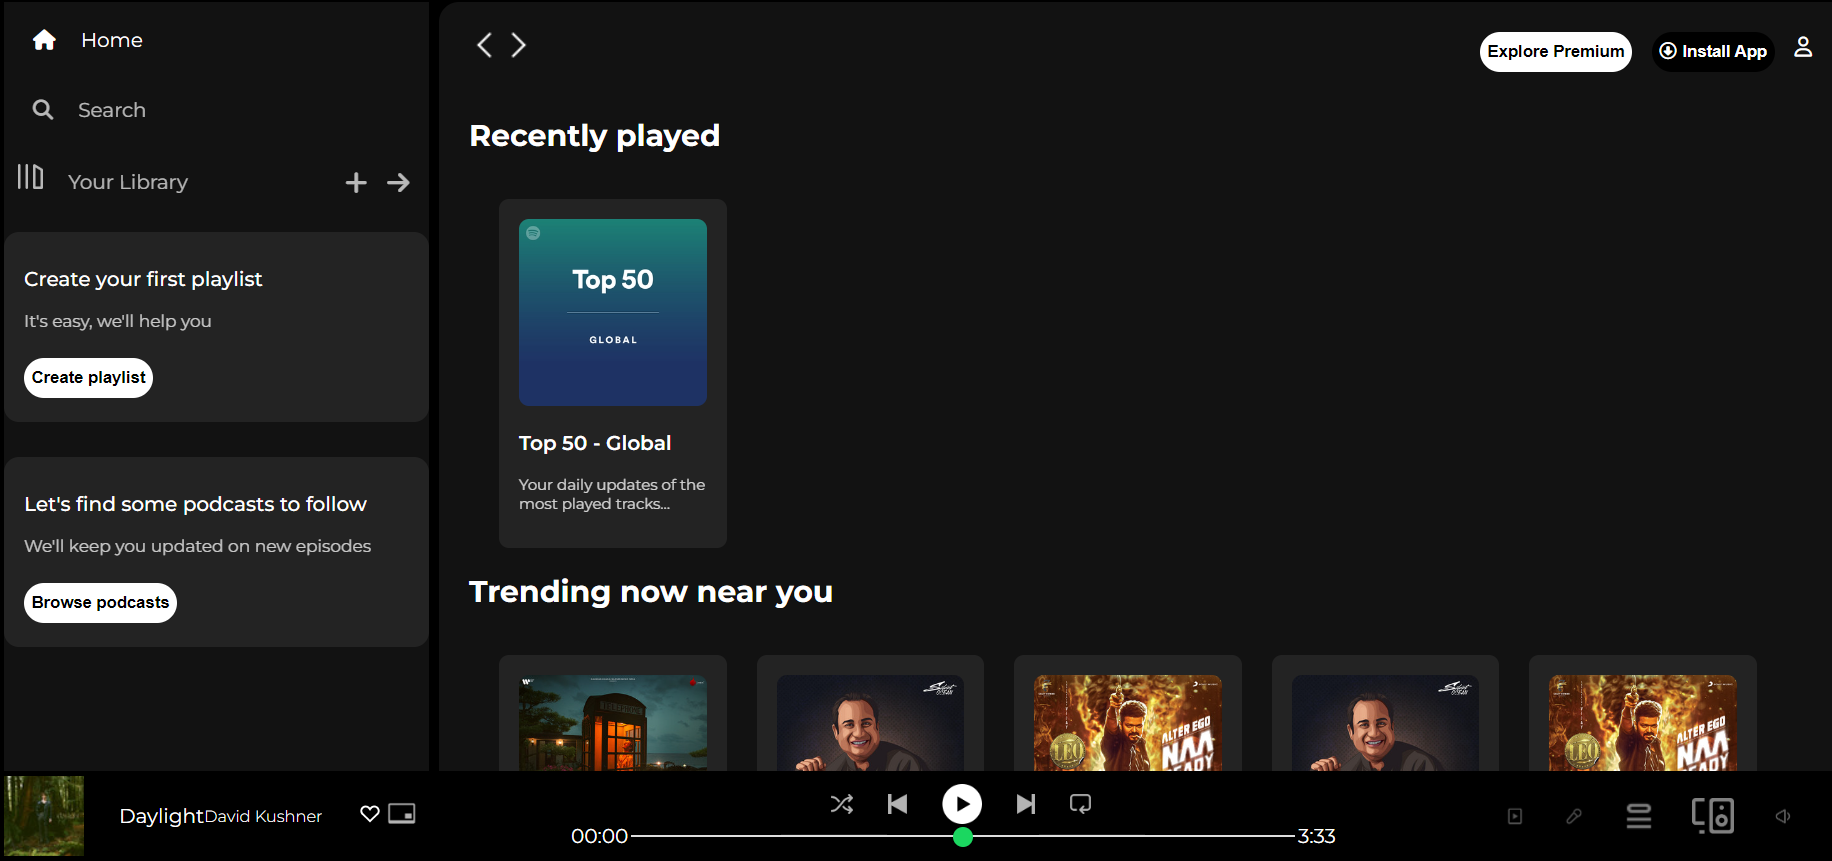 Home
Search
Your Library
Create your first playlist
It's easy, we'll help you
Create playlist
Let's find some podcasts to follow
We'll keep you updated on new episodes
Browse podcasts
Explore Premium
Install App
Recently played
Top 50
GLOBAL
Top 50 - Global
Your daily updates of the
most played tracks...
Trending now near you
ALTER EGO
NAA
READY
LEO
ALTER EGO
NAA
READY
LEO
Daylight David Kushner
00:00
3:33